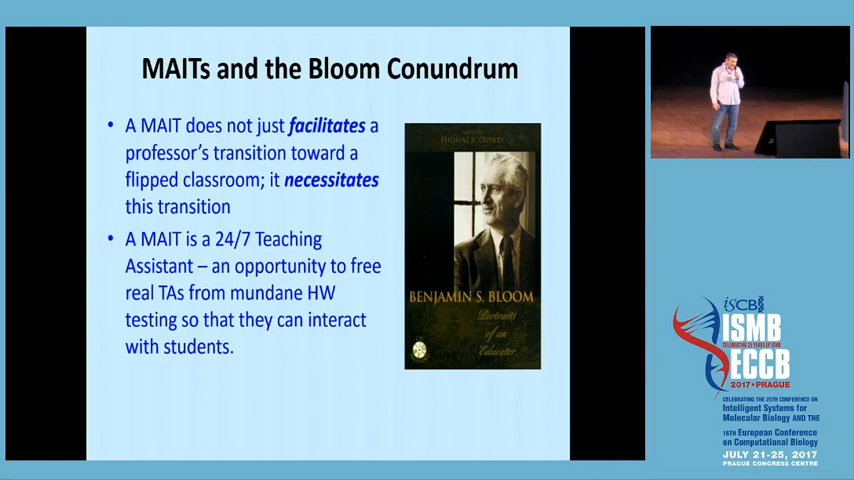 MAITs and the Bloom Conundrum
• A MAIT does not just facilitates a
professor's transition toward a
flipped classroom; it necessitates
this transition
• A MAIT is a 24/7 Teaching
Assistant – an opportunity to free
real TAs from mundane HW
testing so that they can interact
with students.
THOMAS R. GUSKEY
BENJAMIN S. BLOOM
Portraits
of an
Educator
iSCB
ISMB
CELEBRATING 25 YEARS OF ISMB
ECCB
2017 • PRAGUE
CELEBRATING THE 25TH CONFERENCE ON
Intelligent Systems for
Molecular Biology AND THE
16TH European Conference
on Computational Biology
JULY 21-25, 2017
PRAGUE CONGRESS CENTRE